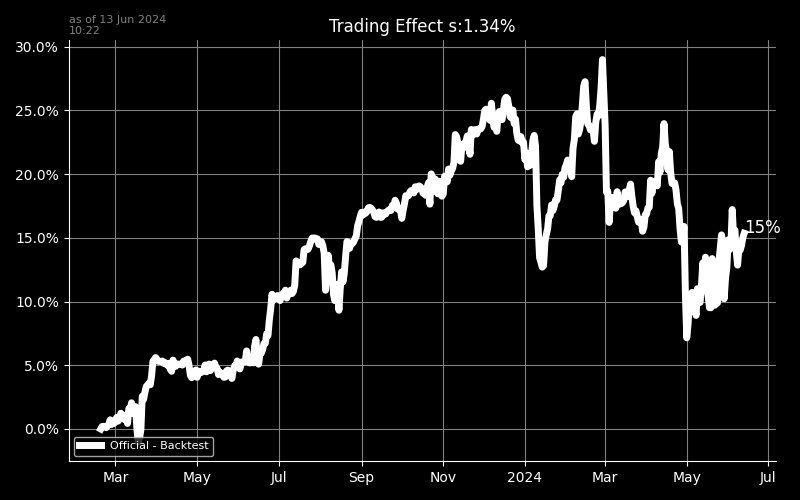 as of 13 Jun 2024
10:22
Trading Effect s:1.34%
30.0%
25.0%
20.0%
15.0%
10.0%
5.0%
0.0%
15%
Official - Backtest
Mar May Jul Sep Nov 2024 Mar May Jul